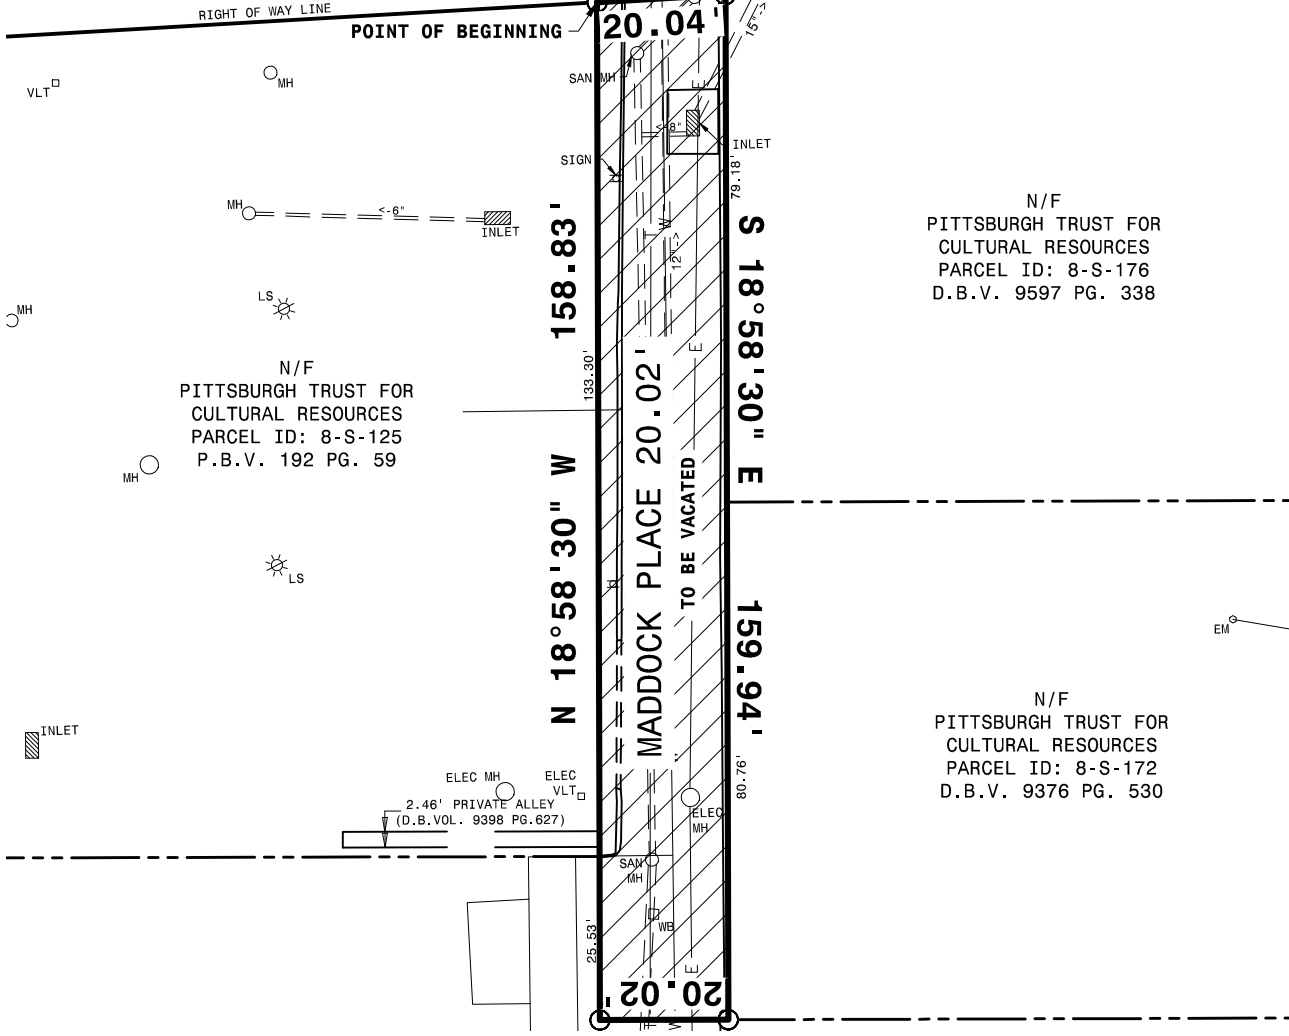 RIGHT OF WAY LINE
POINT OF BEGINNING
20.04'
15"->
VLT
MH
SAN MH
E
<-8"
INLET
SIGN
79.18'
MH
<-6"
INLET
158.83'
W
T
12"->
S 18°58'30" E
N/F
PITTSBURGH TRUST FOR
CULTURAL RESOURCES
PARCEL ID: 8-S-176
D.B.V. 9597 PG. 338
LS
MH
E
133.30'
N/F
PITTSBURGH TRUST FOR
CULTURAL RESOURCES
PARCEL ID: 8-S-125
P.B.V. 192 PG. 59
MH
N 18°58'30" W
MADDOCK PLACE 20.02'
TO BE VACATED
LS
159.94'
EM
N/F
PITTSBURGH TRUST FOR
CULTURAL RESOURCES
PARCEL ID: 8-S-172
D.B.V. 9376 PG. 530
INLET
80.76'
ELEC MH
ELEC
VLT
2.46' PRIVATE ALLEY
(D.B.VOL. 9398 PG.627)
ELEC
MH
SAN
MH
WB
25.53'
E
20.02'
T
W